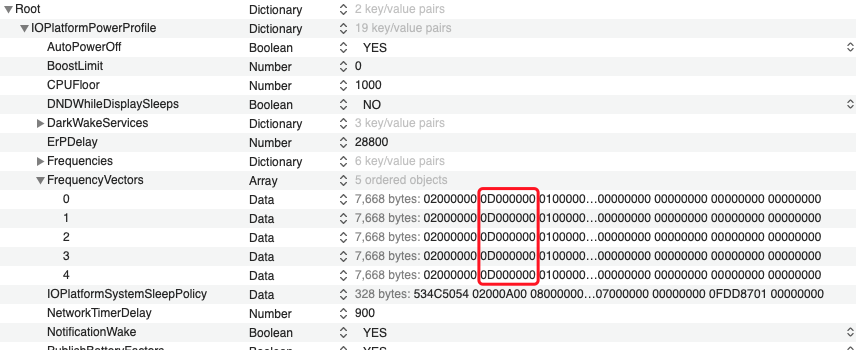 Root Dictionary 2 key/value pairs
IOPlatformPowerProfile Dictionary 19 key/value pairs
AutoPowerOff Boolean YES
BoostLimit Number 0
CPUFloor Number 1000
DNDWhileDisplaySleeps Boolean NO
DarkWakeServices Dictionary 3 key/value pairs
ErPDelay Number 28800
Frequencies Dictionary 6 key/value pairs
FrequencyVectors Array 5 ordered objects
0 Data 7,668 bytes: 02000000 0D000000 0100000...00000000 00000000 00000000 00000000
1 Data 7,668 bytes: 02000000 0D000000 0100000...00000000 00000000 00000000 00000000
2 Data 7,668 bytes: 02000000 0D000000 0100000...00000000 00000000 00000000 00000000
3 Data 7,668 bytes: 02000000 0D000000 0100000...00000000 00000000 00000000 00000000
4 Data 7,668 bytes: 02000000 0D000000 0100000...00000000 00000000 00000000 00000000
IOPlatformSystemSleepPolicy Data 328 bytes: 534C5054 02000A00 08000000...07000000 00000000 0FDD8701 00000000
NetworkTimerDelay Number 900
NotificationWake Boolean YES
PublishBatteryFactors Boolean YES